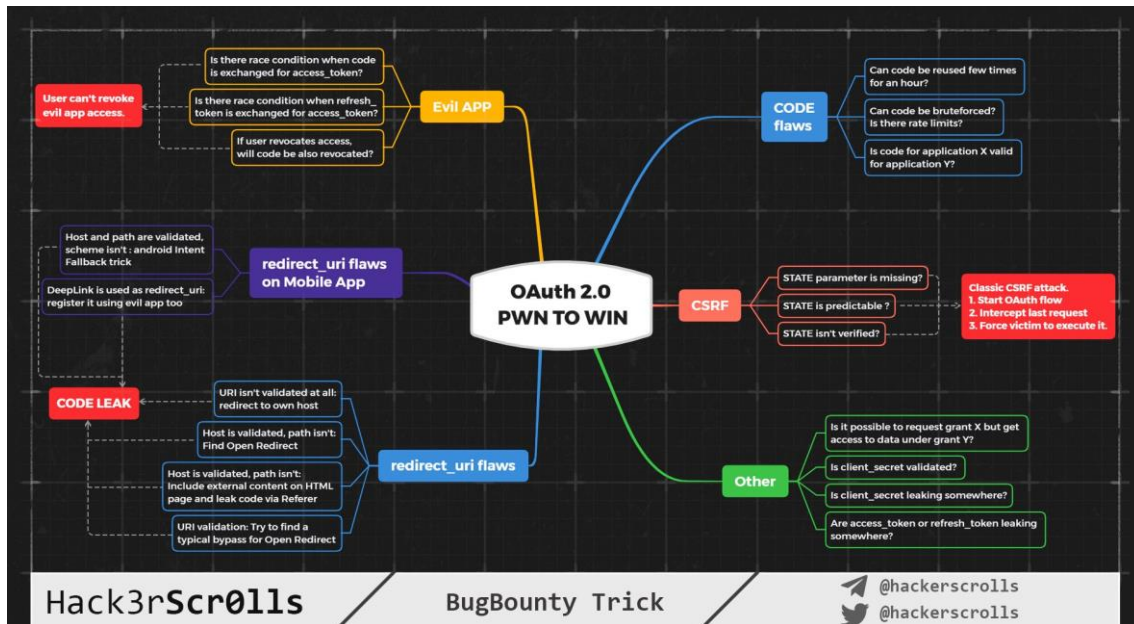 Is there race condition when code
is exchanged for access_token?
User can't revoke
evil app access.
Is there race condition when refresh_
token is exchanged for access_token?
If user revocates access,
will code be also revocated?
Evil APP
CODE
flaws
Can code be reused few times
for an hour?
Can code be bruteforced?
Is there rate limits?
Is code for application X valid
for application Y?
Host and path are validated,
scheme isn't : android Intent
Fallback trick
DeepLink is used as redirect_uri:
register it using evil app too
redirect_uri flaws
on Mobile App
OAuth 2.0
PWN TO WIN
CSRF
STATE parameter is missing?
STATE is predictable ?
STATE isn't verified?
Classic CSRF attack.
1. Start OAuth flow
2. Intercept last request
3. Force victim to execute it.
CODE LEAK
URI isn't validated at all:
redirect to own host
Host is validated, path isn't:
Find Open Redirect
Host is validated, path isn't:
Include external content on HTML
page and leak code via Referer
URI validation: Try to find a
typical bypass for Open Redirect
redirect_uri flaws
Other
Is it possible to request grant X but get
access to data under grant Y?
Is client_secret validated?
Is client_secret leaking somewhere?
Are access_token or refresh_token leaking
somewhere?
Hack3rScr0lls
BugBounty Trick
@hackerscrolls
@hackerscrolls